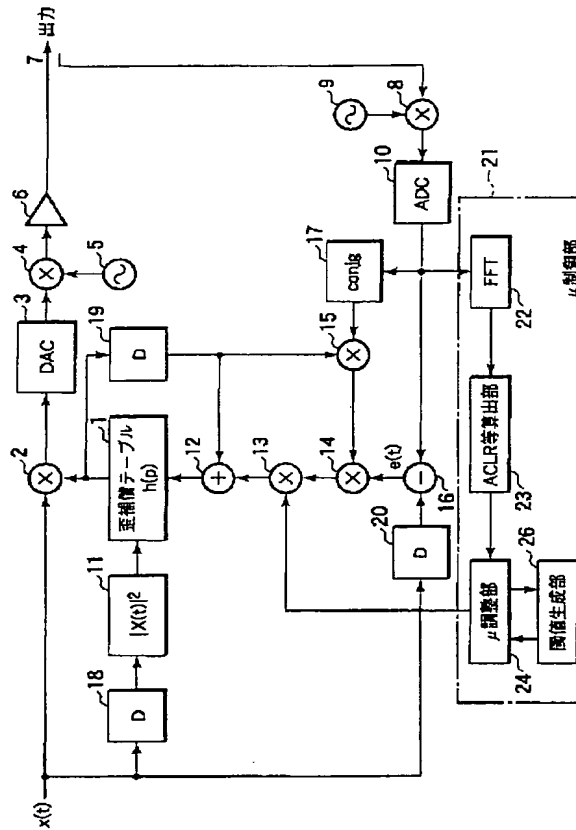 x(t)
2
3
DAC
4
5
6
7
出力
19
D
1
歪補償テーブル
h(p)
11
|X(t)|²
18
D
12
13
14
15
17
conjg
9
8
10
ADC
e(t)
16
20
D
21
μ制御部
FFT
22
ACLR等算出部
23
μ調整部
24
26
閾値生成部